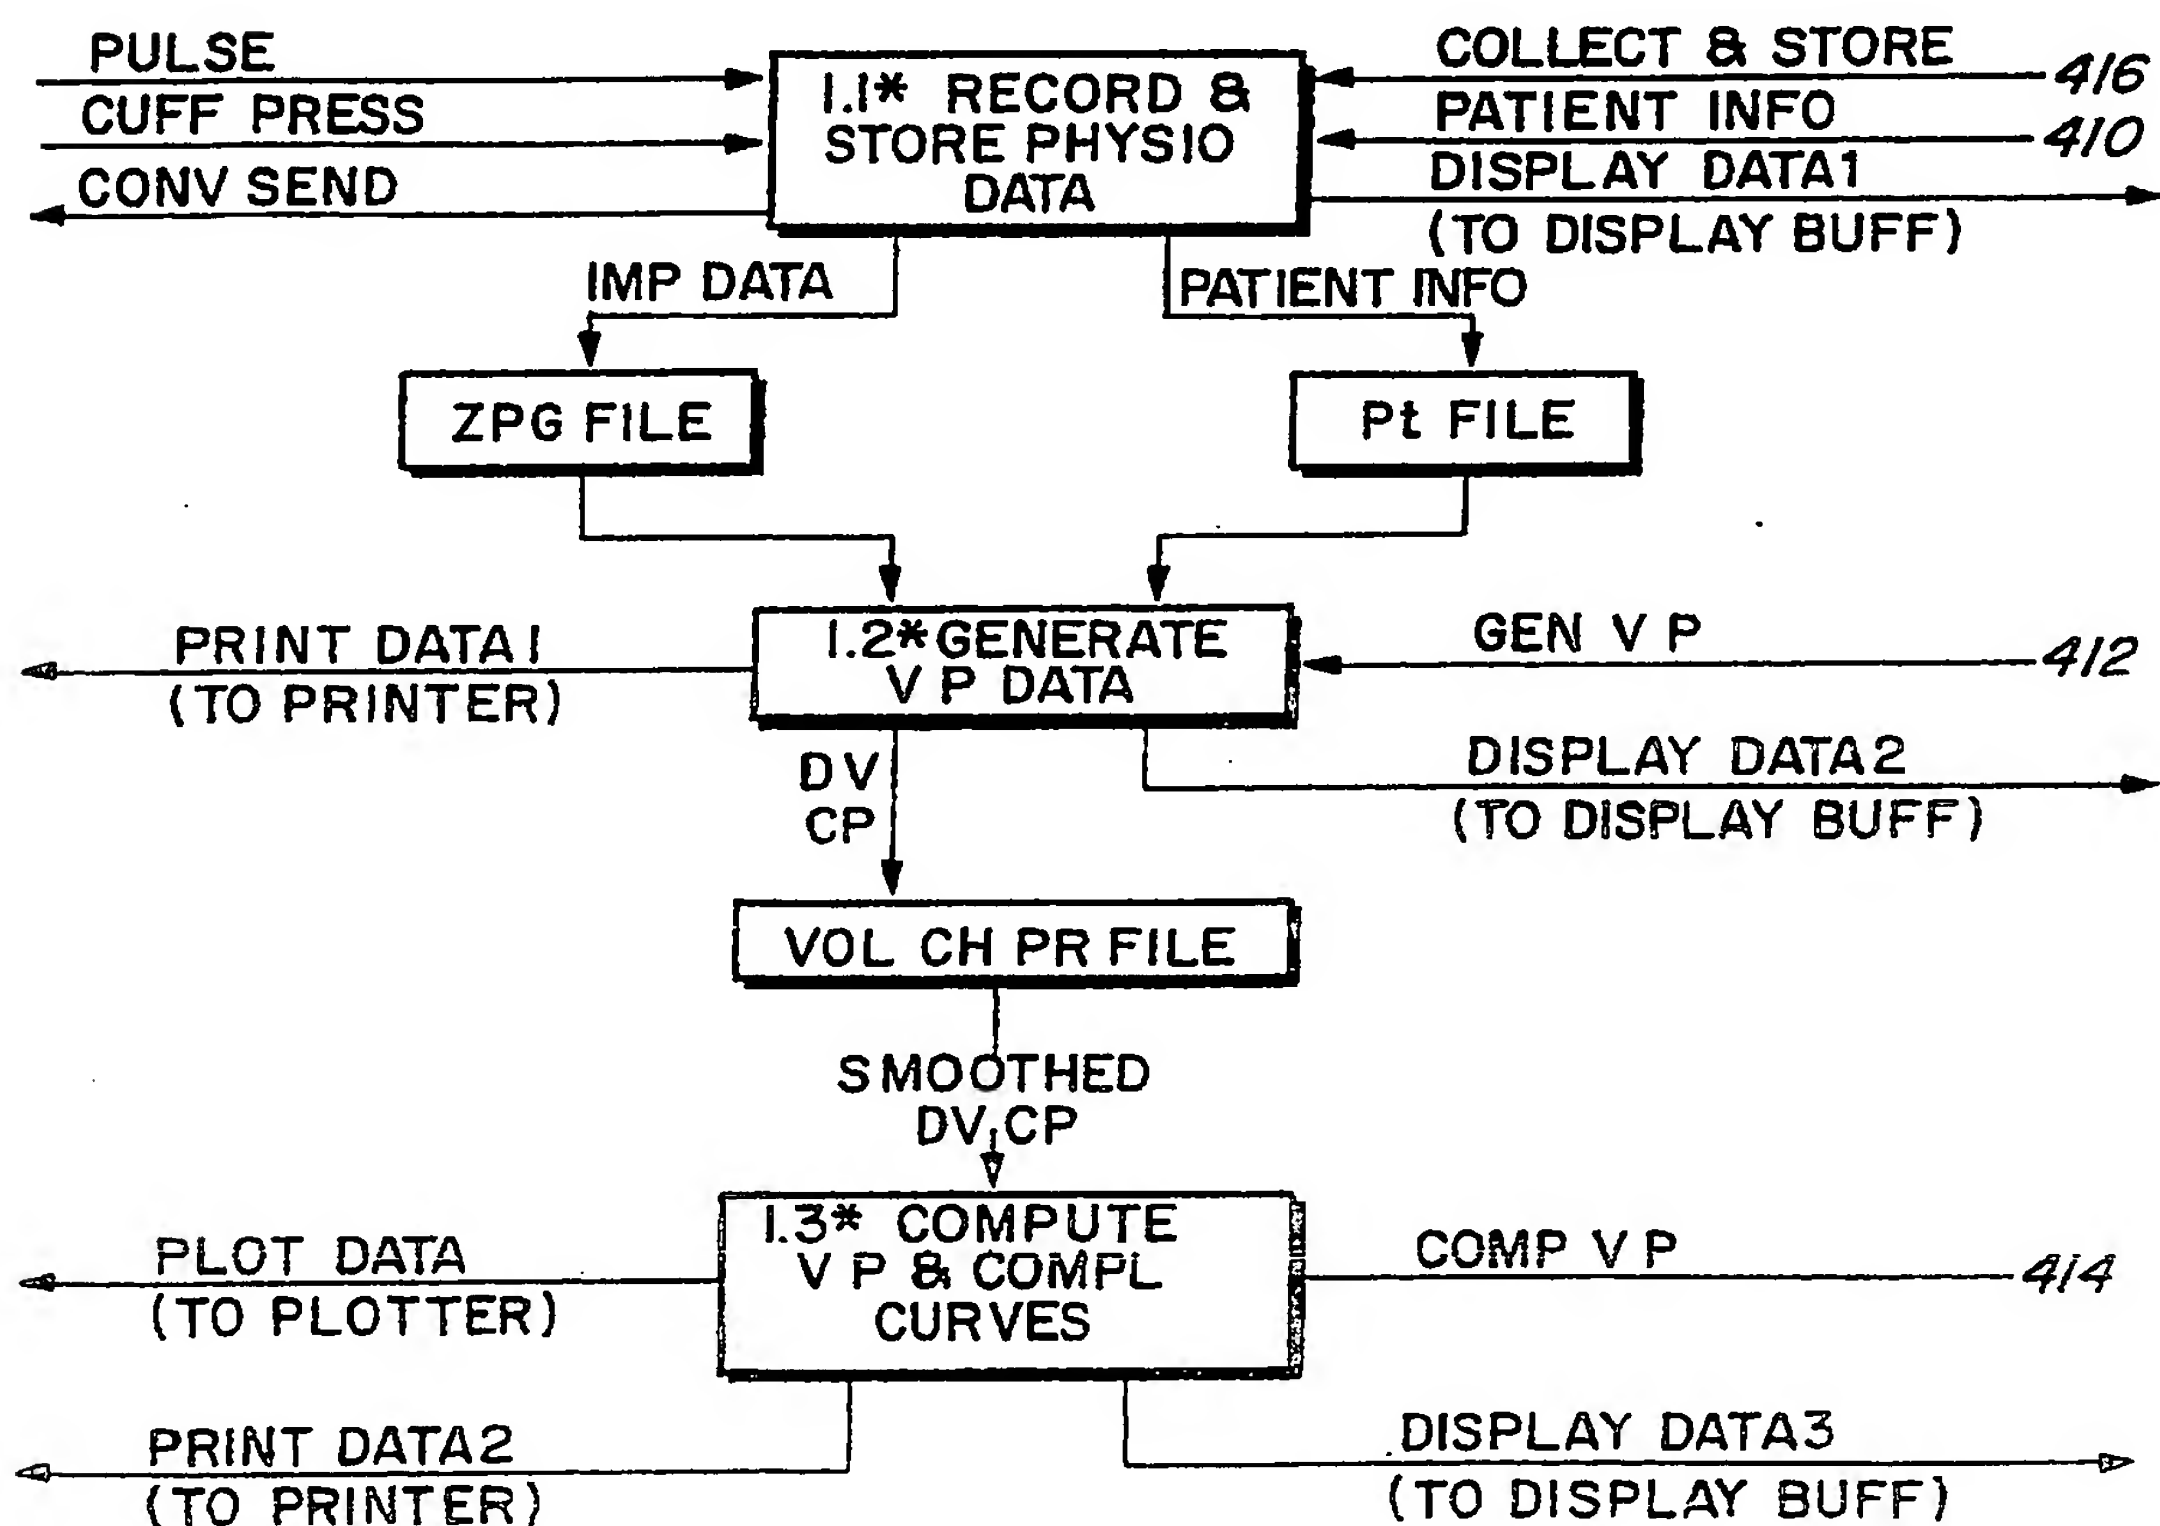 PULSE
CUFF PRESS
CONV SEND
1.1* RECORD &
STORE PHYSIO
DATA
COLLECT & STORE
416
PATIENT INFO
410
DISPLAY DATA1
(TO DISPLAY BUFF)
IMP DATA
PATIENT INFO
ZPG FILE
Pt FILE
PRINT DATA1
(TO PRINTER)
1.2* GENERATE
V P DATA
GEN V P
412
DV
CP
DISPLAY DATA2
(TO DISPLAY BUFF)
VOL CH PR FILE
SMOOTHED
DV, CP
PLOT DATA
(TO PLOTTER)
1.3* COMPUTE
V P & COMPL
CURVES
COMP V P
414
PRINT DATA2
(TO PRINTER)
DISPLAY DATA3
(TO DISPLAY BUFF)